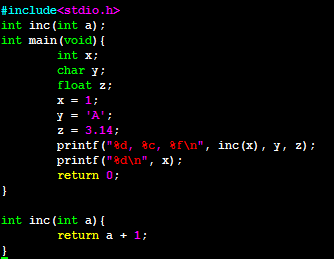 #include<stdio.h>
int inc(int a);
int main(void){
        int x;
        char y;
        float z;
        x = 1;
        y = 'A';
        z = 3.14;
        printf("%d, %c, %f\n", inc(x), y, z);
        printf("%d\n", x);
        return 0;
}

int inc(int a){
        return a + 1;
}